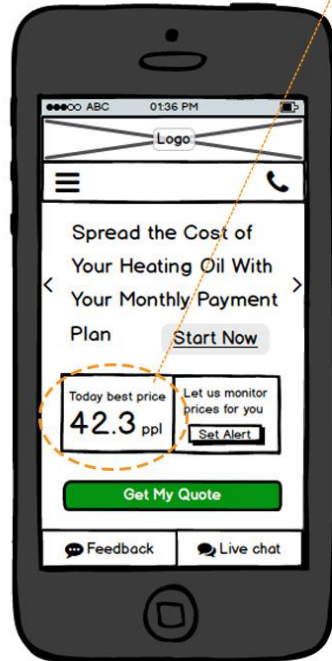 ABC 01:36 PM
Logo
Spread the Cost of
Your Heating Oil With
Your Monthly Payment
Plan Start Now
Today best price
42.3 ppl
Let us monitor
prices for you
Set Alert
Get My Quote
Feedback Live chat